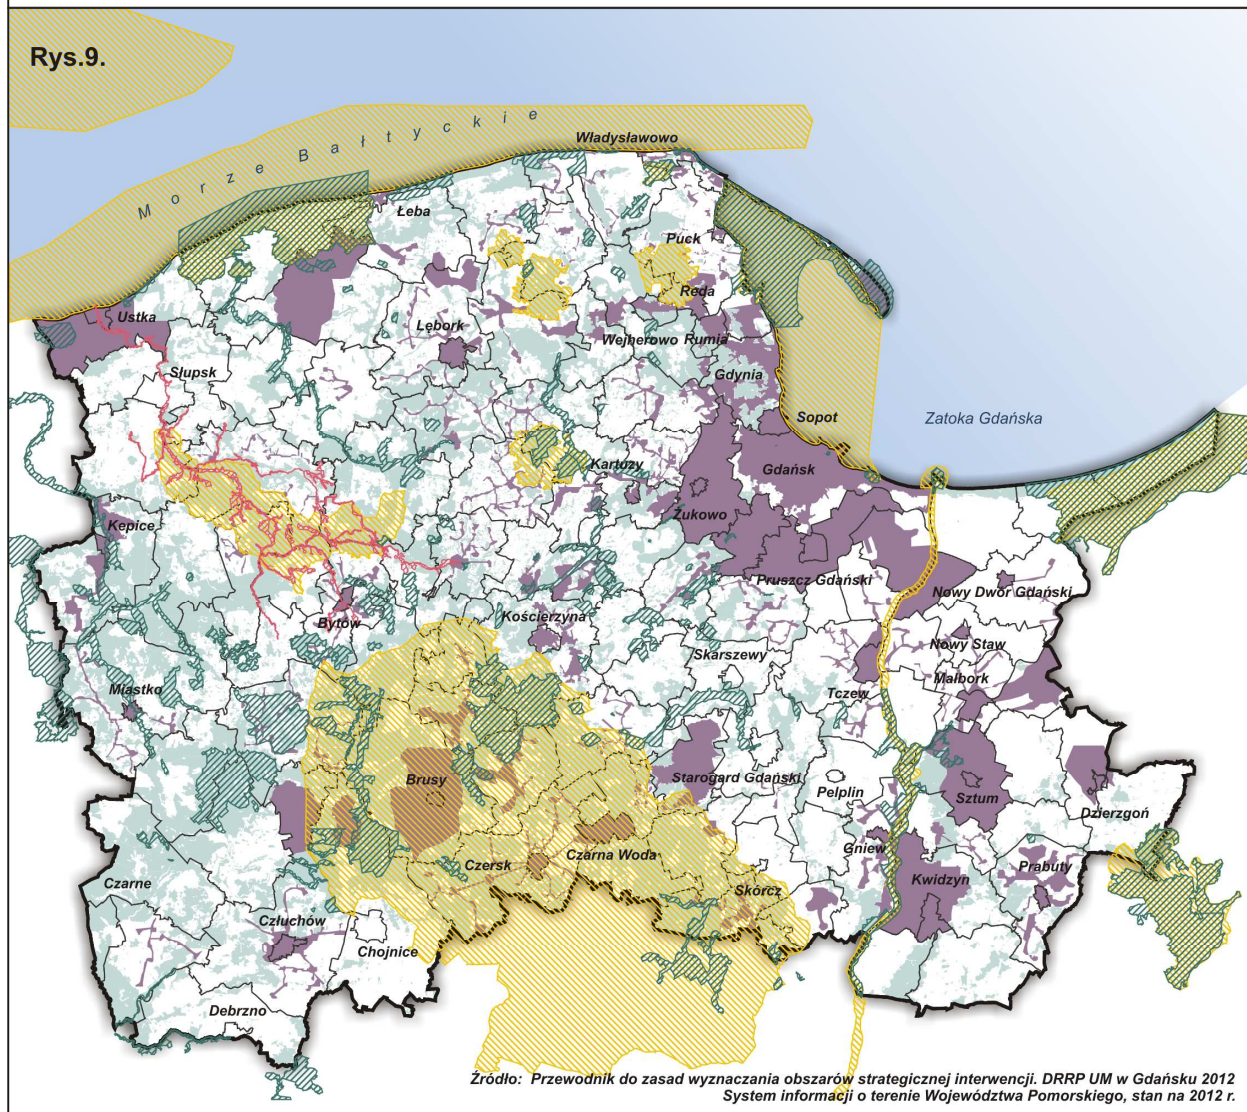 Rys.9.
Morze Bałtyckie
Władysławowo
Łeba
Puck
Reda
Ustka
Lębork
Wejherowo
Rumia
Słupsk
Gdynia
Sopot
Zatoka Gdańska
Kartuzy
Gdańsk
Żukowo
Kępice
Pruszcz Gdański
Nowy Dwór Gdański
Bytów
Kościerzyna
Skarszewy
Nowy Staw
Malbork
Miastko
Tczew
Starogard Gdański
Brusy
Pelplin
Sztum
Dzierzgoń
Gniew
Czersk
Czarna Woda
Prabuty
Kwidzyn
Czarne
Skórcz
Człuchów
Chojnice
Debrzno
Źródło: Przewodnik do zasad wyznaczania obszarów strategicznej interwencji. DRRP UM w Gdańsku 2012
System informacji o terenie Województwa Pomorskiego, stan na 2012 r.